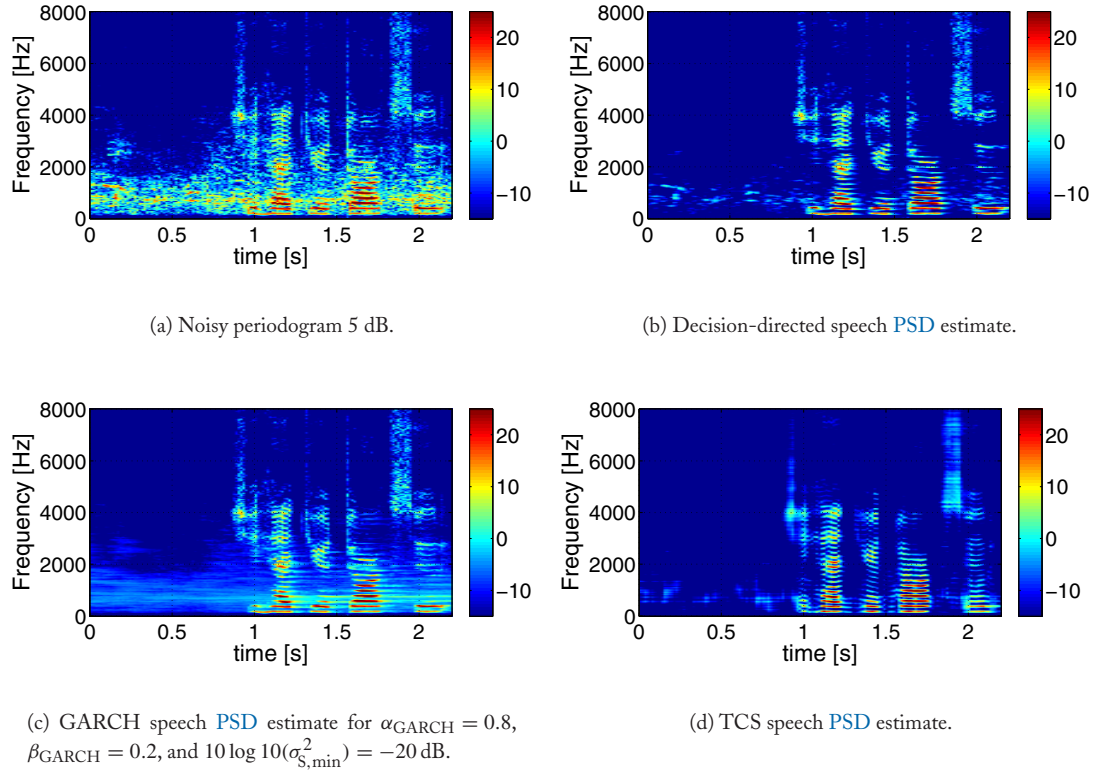 8000
6000
4000
2000
0
Frequency [Hz]
0 0.5 1 1.5 2
time [s]
20
10
0
−10
(a) Noisy periodogram 5 dB.
8000
6000
4000
2000
0
Frequency [Hz]
0 0.5 1 1.5 2
time [s]
20
10
0
−10
(b) Decision-directed speech PSD estimate.
8000
6000
4000
2000
0
Frequency [Hz]
0 0.5 1 1.5 2
time [s]
20
10
0
−10
(c) GARCH speech PSD estimate for αGARCH = 0.8,
βGARCH = 0.2, and 10 log 10(σ²S,min) = −20 dB.
8000
6000
4000
2000
0
Frequency [Hz]
0 0.5 1 1.5 2
time [s]
20
10
0
−10
(d) TCS speech PSD estimate.